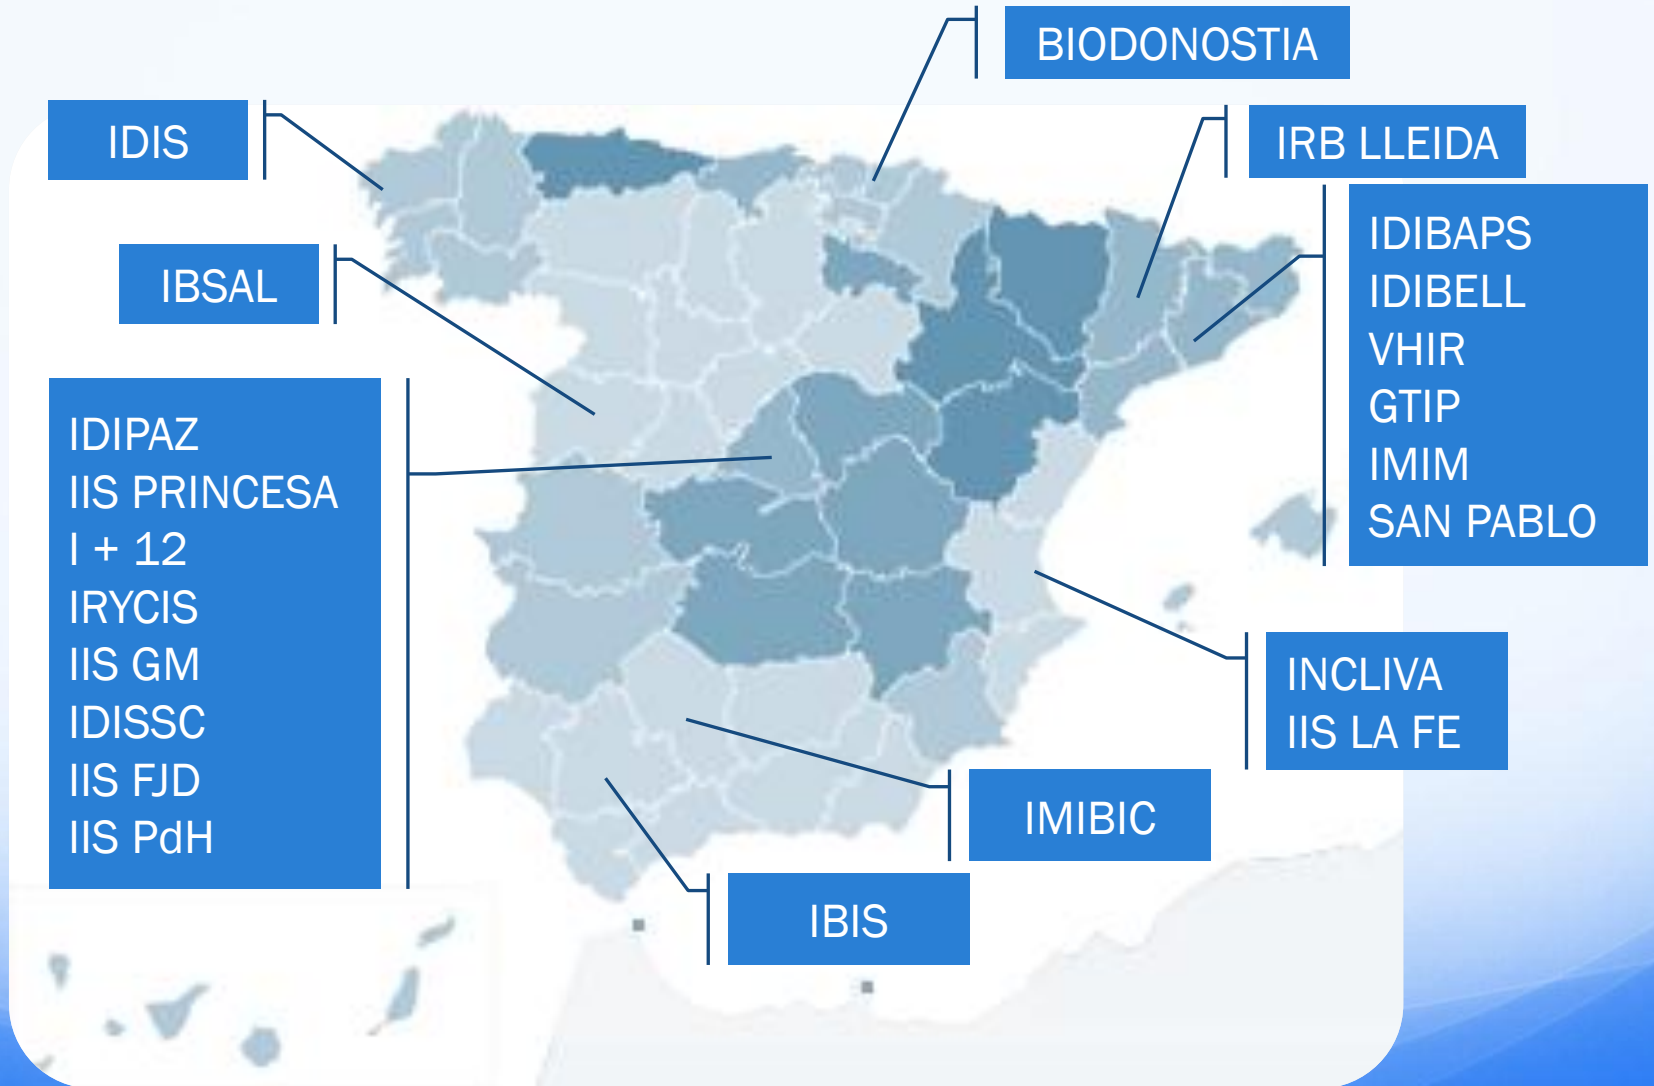 BIODONOSTIA
IDIS
IRB LLEIDA
IDIBAPS
IDIBELL
VHIR
GTIP
IMIM
SAN PABLO
IBSAL
IDIPAZ
IIS PRINCESA
I + 12
IRYCIS
IIS GM
IDISSC
IIS FJD
IIS PdH
INCLIVA
IIS LA FE
IMIBIC
IBIS